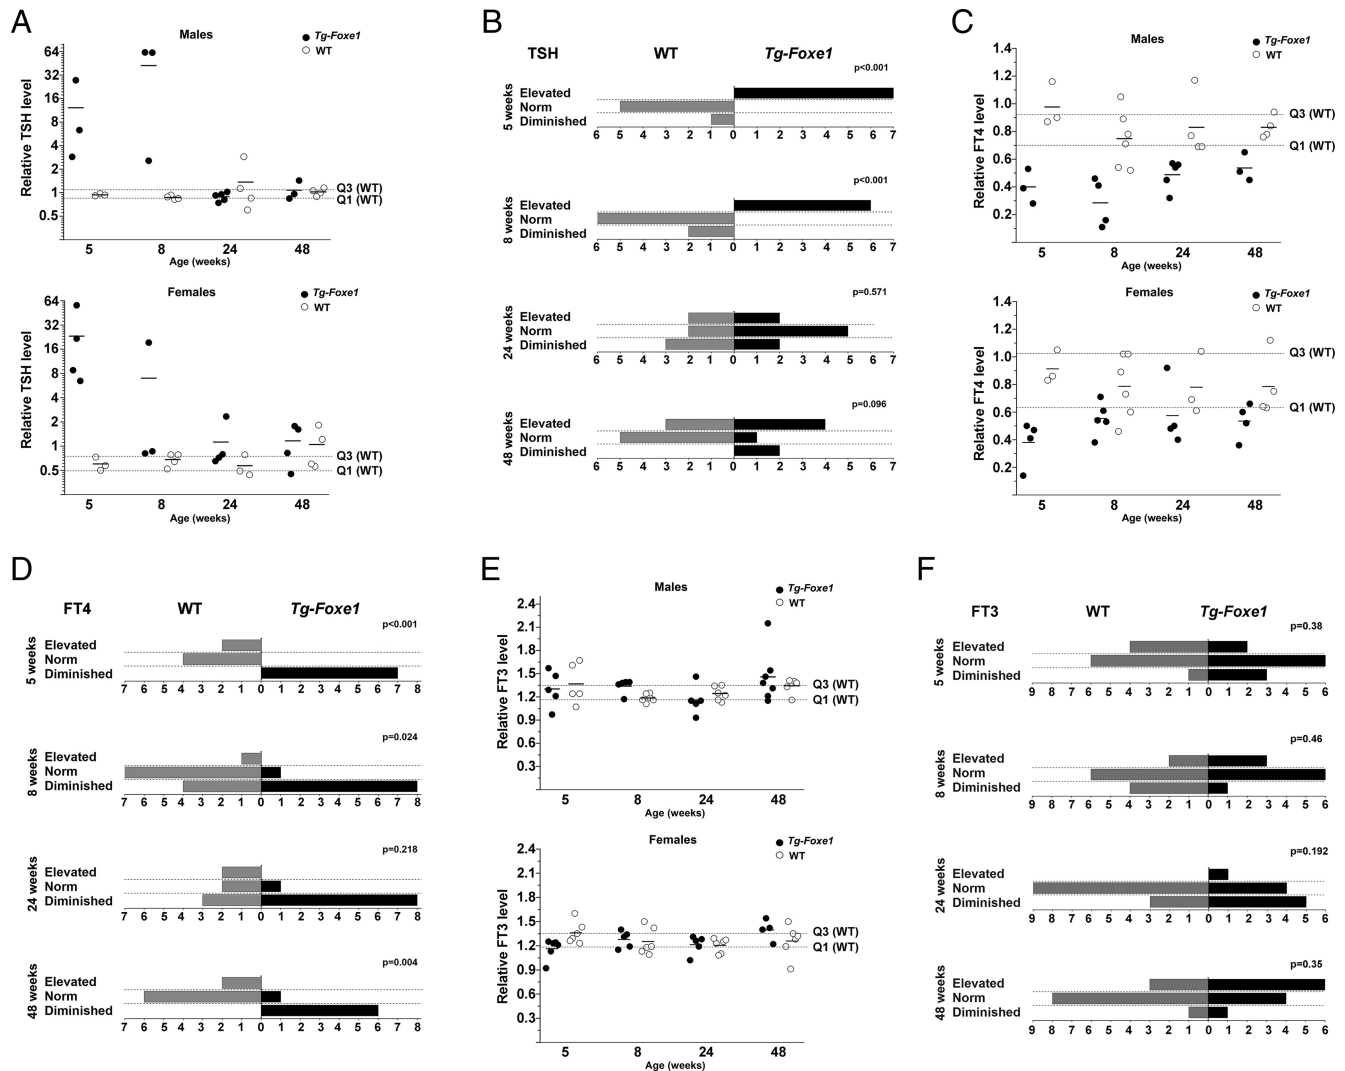 A
Males
Tg-Foxe1
WT
Relative TSH level
64
32
16
8
4
2
1
0.5
Q3 (WT)
Q1 (WT)
5 8 24 48
Age (weeks)
Females
Tg-Foxe1
WT
Relative TSH level
64
32
16
8
4
2
1
0.5
Q3 (WT)
Q1 (WT)
5 8 24 48
Age (weeks)
B
TSH WT Tg-Foxe1
p<0.001
5 weeks
Elevated
Norm
Diminished
6 5 4 3 2 1 0 1 2 3 4 5 6 7
p<0.001
8 weeks
Elevated
Norm
Diminished
6 5 4 3 2 1 0 1 2 3 4 5 6 7
p=0.571
24 weeks
Elevated
Norm
Diminished
6 5 4 3 2 1 0 1 2 3 4 5 6 7
p=0.096
48 week
Elevated
Norm
Diminished
6 5 4 3 2 1 0 1 2 3 4 5 6 7
C
Males
Tg-Foxe1
WT
Relative FT4 level
1.4
1.2
1.0
0.8
0.6
0.4
0.2
Q3 (WT)
Q1 (WT)
5 8 24 48
Age (weeks)
Females
Tg-Foxe1
WT
Relative FT4 level
1.4
1.2
1.0
0.8
0.6
0.4
0.2
Q3 (WT)
Q1 (WT)
5 8 24 48
Age (weeks)
D
FT4 WT Tg-Foxe1
p<0.001
5 weeks
Elevated
Norm
Diminished
7 6 5 4 3 2 1 0 1 2 3 4 5 6 7 8
p=0.024
8 weeks
Elevated
Norm
Diminished
7 6 5 4 3 2 1 0 1 2 3 4 5 6 7 8
p=0.218
24 weeks
Elevated
Norm
Diminished
7 6 5 4 3 2 1 0 1 2 3 4 5 6 7 8
p=0.004
48 weeks
Elevated
Norm
Diminished
7 6 5 4 3 2 1 0 1 2 3 4 5 6 7 8
E
Males
Tg-Foxe1
WT
Relative FT3 level
2.4
2.1
1.8
1.5
1.2
0.9
0.6
0.3
Q3 (WT)
Q1 (WT)
5 8 24 48
Age (weeks)
Females
Tg-Foxe1
WT
Relative FT3 level
2.4
2.1
1.8
1.5
1.2
0.9
0.6
0.3
Q3 (WT)
Q1 (WT)
5 8 24 48
Age (weeks)
F
FT3 WT Tg-Foxe1
p=0.38
5 weeks
Elevated
Norm
Diminished
9 8 7 7 6 5 4 3 2 1 0 1 2 3 4 5 6
p=0.46
8 weeks
Elevated
Norm
Diminished
9 8 7 7 6 5 4 3 2 1 0 1 2 3 4 5 6
p=0.192
24 weeks
Elevated
Norm
Diminished
9 8 7 6 5 4 3 2 1 0 1 2 3 4 5 6
p=0.35
48 weeks
Elevated
Norm
Diminished
9 8 7 6 5 4 3 2 1 0 1 2 3 4 5 6